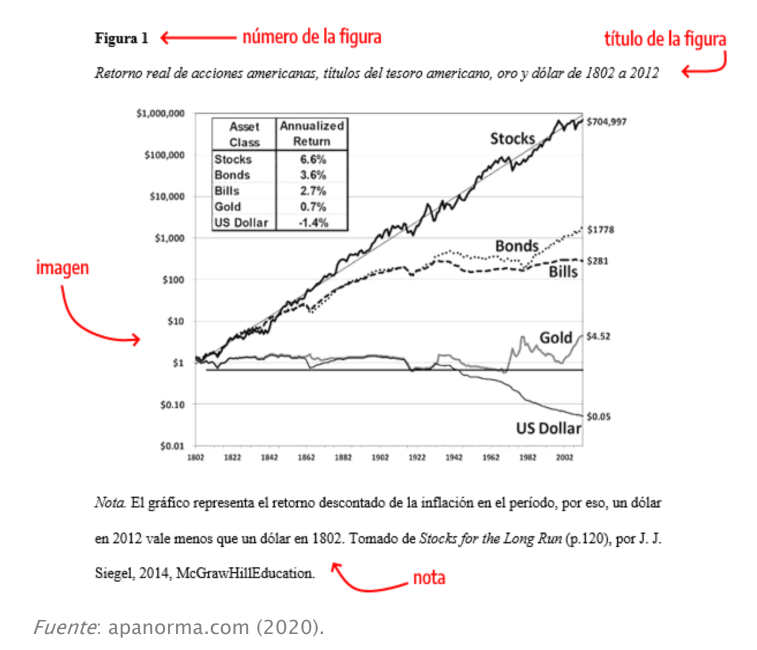 Figura 1
número de la figura
título de la figura
Retorno real de acciones americanas, títulos del tesoro americano, oro y dólar de 1802 a 2012
imagen
$1,000,000
$100,000
$10,000
$1,000
$100
$10
$1
$0.10
$0.01
Asset Class Annualized Return
Stocks 6.6%
Bonds 3.6%
Bills 2.7%
Gold 0.7%
US Dollar -1.4%
Stocks
$704,997
Bonds
$1778
Bills
$281
Gold
$4.52
US Dollar
$0.05
1802 1822 1842 1862 1882 1902 1922 1942 1962 1982 2002
Nota. El gráfico representa el retorno descontado de la inflación en el período, por eso, un dólar
en 2012 vale menos que un dólar en 1802. Tomado de Stocks for the Long Run (p.120), por J. J.
Siegel, 2014, McGrawHillEducation.
nota
Fuente: apanorma.com (2020).